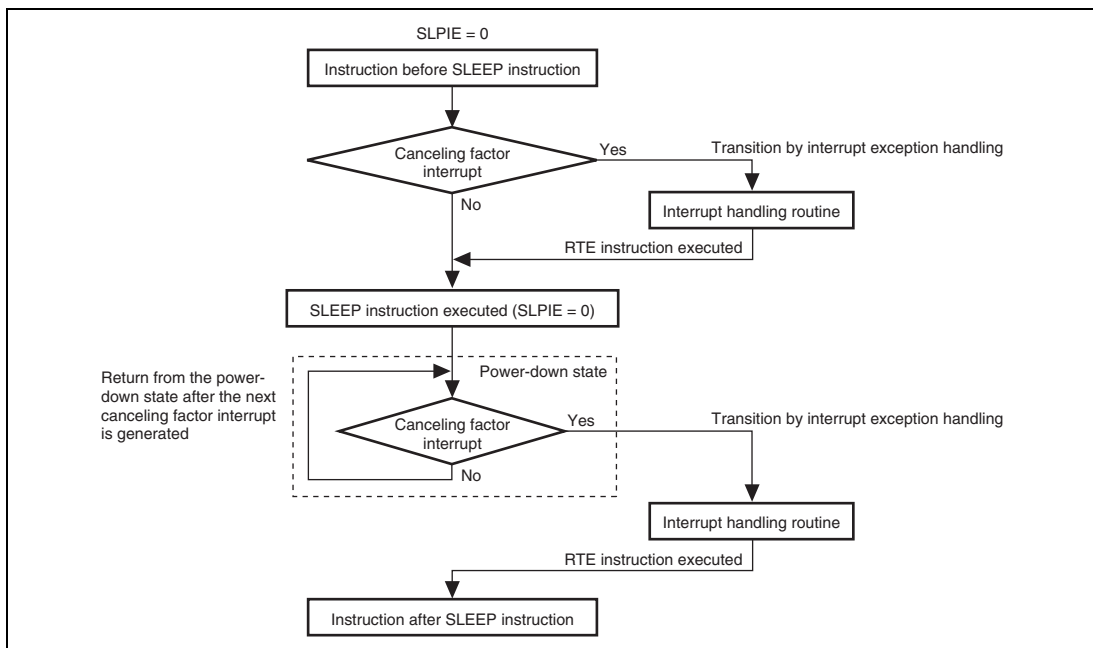 SLPIE = 0
Instruction before SLEEP instruction
Canceling factor
interrupt
Yes
Transition by interrupt exception handling
No
Interrupt handling routine
RTE instruction executed
SLEEP instruction executed (SLPIE = 0)
Return from the power-
down state after the next
canceling factor interrupt
is generated
Power-down state
Canceling factor
interrupt
Yes
Transition by interrupt exception handling
No
Interrupt handling routine
RTE instruction executed
Instruction after SLEEP instruction